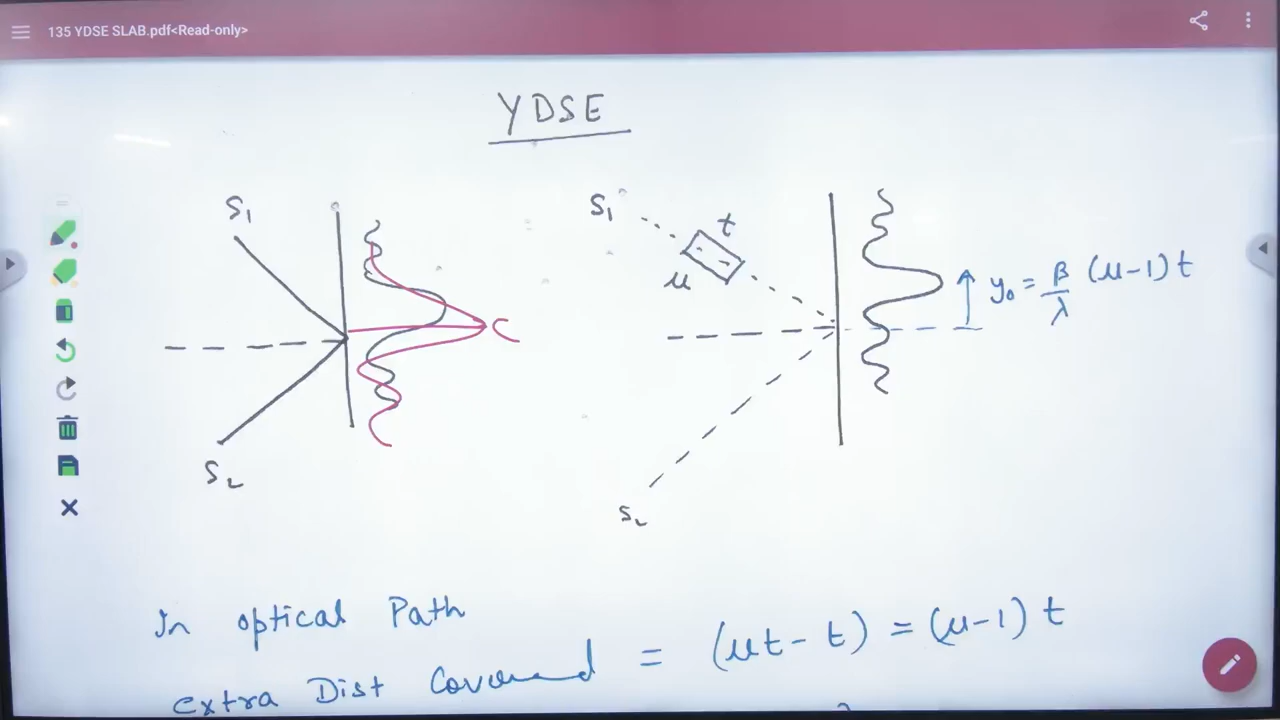 135 YDSE SLAB.pdf<Read-only>
YDSE
S₁
S₂
C
S₁
t
μ
S₂
y₀ = β/λ (μ-1) t
In optical Path
extra Dist Covered = (μt - t) = (μ-1) t